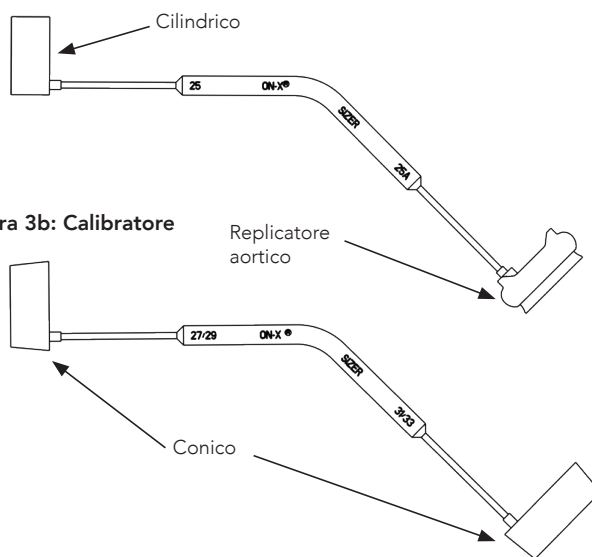 Cilindrico
25 ON-X®
SIZER
25A
ra 3b: Calibratore
Replicatore
aortico
27/29 ON-X ®
SIZER
31/33
Conico